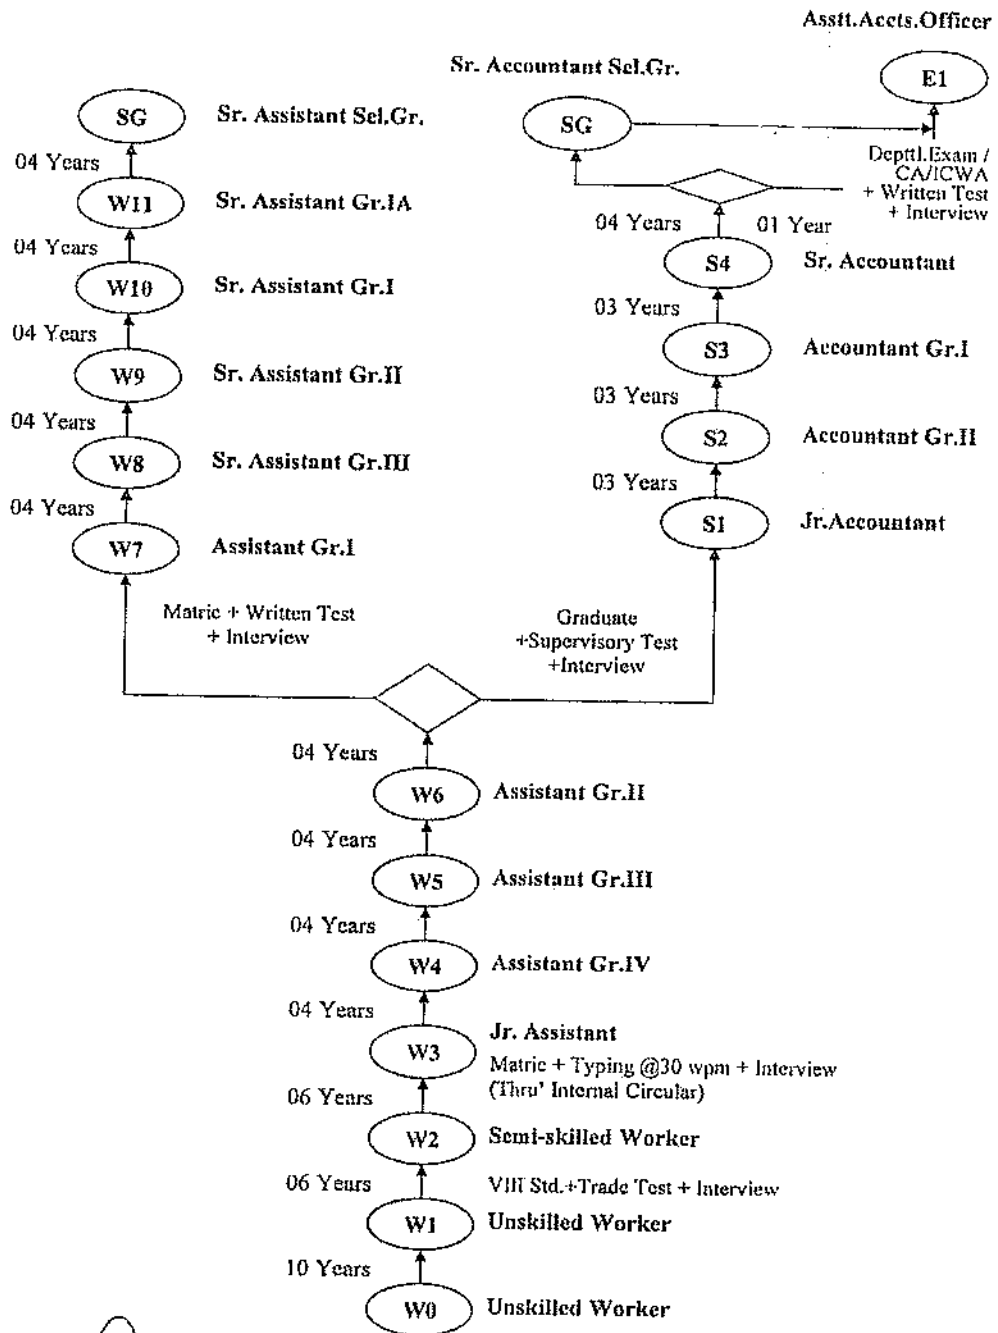 Asstt.Accts.Officer
Sr. Accountant Sel.Gr.
E1
SG
Sr. Assistant Sel.Gr.
SG
Depttl.Exam /
CA/ICWA
+ Written Test
+ Interview
04 Years
W11
Sr. Assistant Gr.IA
04 Years
01 Year
04 Years
S4
Sr. Accountant
W10
Sr. Assistant Gr.I
03 Years
04 Years
S3
Accountant Gr.I
W9
Sr. Assistant Gr.II
03 Years
04 Years
S2
Accountant Gr.II
W8
Sr. Assistant Gr.III
03 Years
04 Years
S1
Jr.Accountant
W7
Assistant Gr.I
Matric + Written Test
+ Interview
Graduate
+Supervisory Test
+Interview
04 Years
W6
Assistant Gr.II
04 Years
W5
Assistant Gr.III
04 Years
W4
Assistant Gr.IV
04 Years
Jr. Assistant
W3
Matric + Typing @30 wpm + Interview
(Thru' Internal Circular)
06 Years
W2
Semi-skilled Worker
06 Years
VIII Std.+Trade Test + Interview
W1
Unskilled Worker
10 Years
W0
Unskilled Worker